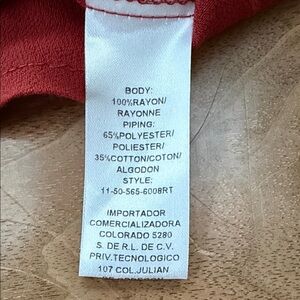 BODY:
100%RAYON/
RAYONNE
PIPING:
65%POLYESTER/
POLIESTER/
35%COTTON/COTON/
ALGODON
STYLE:
11-50-565-6008RT
IMPORTADOR
COMERCIALIZADORA
COLORADO 5280
S. DE R.L. DE C.V.
PRIV.TECNOLOGICO
107 COL.JULIAN